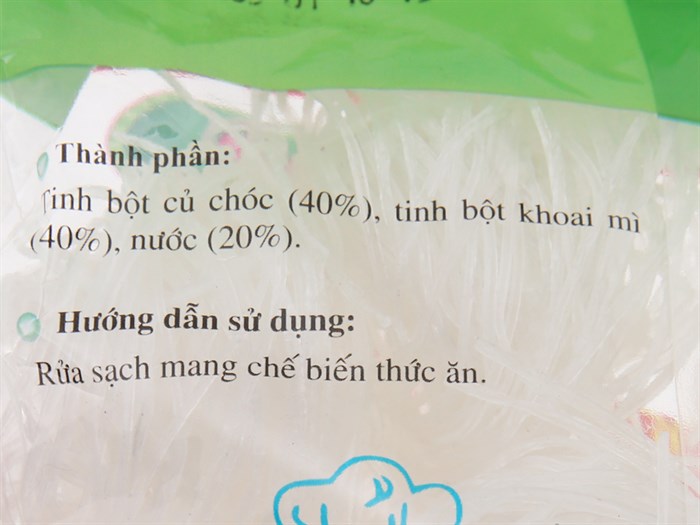 Thành phần:
Tinh bột củ chóc (40%), tinh bột khoai mì
(40%), nước (20%).
Hướng dẫn sử dụng:
Rửa sạch mang chế biến thức ăn.